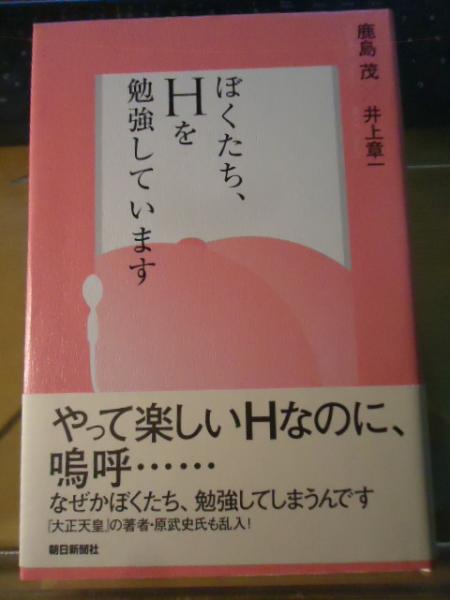 鹿島 茂 井上章一
ぼくたち、
Hを
勉強しています
やって楽しいHなのに、
嗚呼……
なぜかぼくたち、勉強してしまうんです
『大正天皇』の著者・原武史氏も乱入!
朝日新聞社